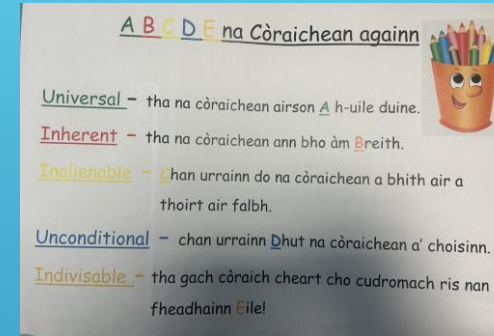 A B C D E na Còraichean againn
Universal – tha na còraichean airson A h-uile duine.
Inherent – tha na còraichean ann bho àm Breith.
Inalienable – Chan urrainn do na còraichean a bhith air a
thoirt air falbh.
Unconditional – chan urrainn Dhut na còraichean a' choisinn.
Indivisable – tha gach còraich cheart cho cudromach ris nan
fheadhainn Eile!